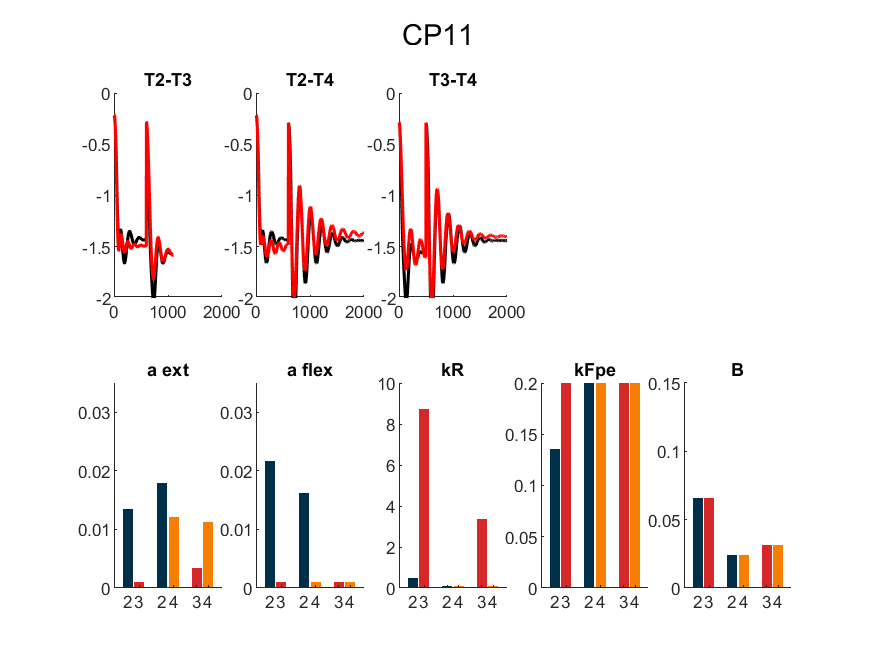 CP11
T2-T3 T2-T4 T3-T4
0 0 0
-0.5 -0.5 -0.5
-1 -1 -1
-1.5 -1.5 -1.5
-2 -2 -2
0 1000 2000 0 1000 2000 0 1000 2000
a ext a flex kR kFpe B
0.03 0.03 10 0.2 0.15
0.02 0.02 8 0.15 0.1
0.01 0.01 6 0.1 0.05
0 0 4 0.05 0
2 0
0
23 24 34 23 24 34 23 24 34 23 24 34 23 24 34